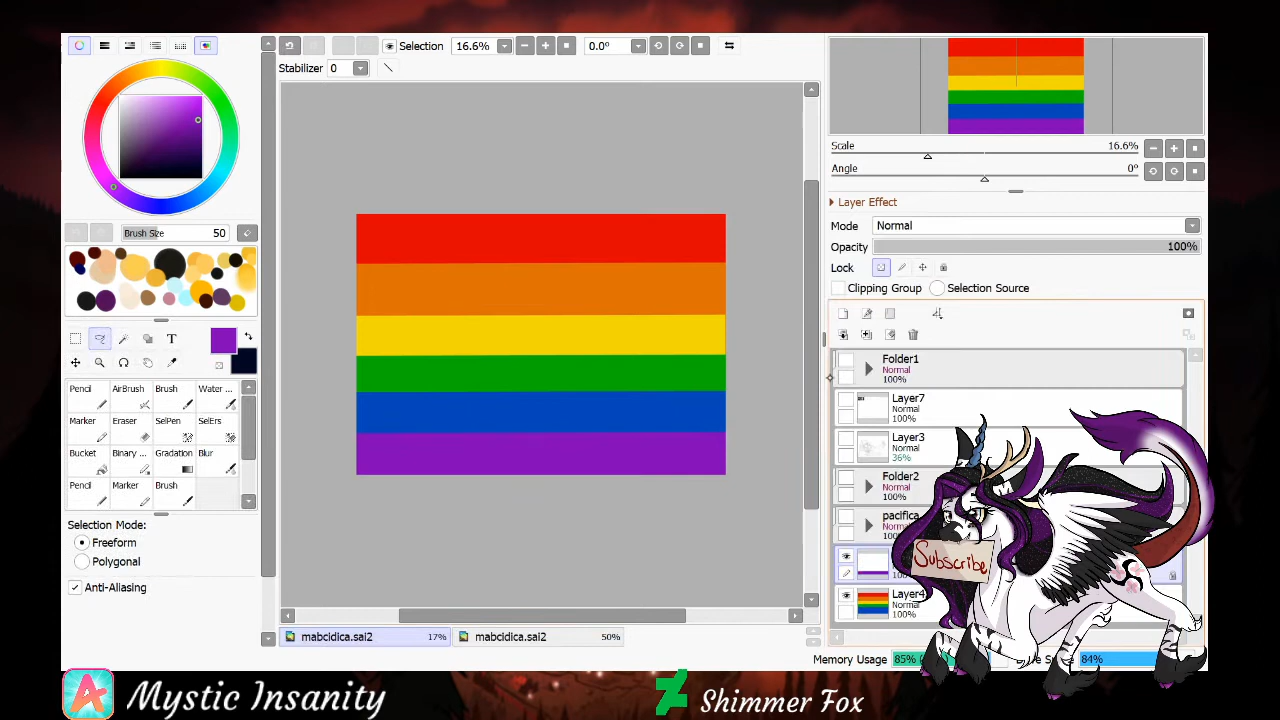 Selection 16.6% 0.0°
Stabilizer 0
Scale 16.6%
Angle 0°
Layer Effect
Mode Normal
Opacity 100%
Lock
Clipping Group Selection Source
Brush Size 50
T
Pencil AirBrush Brush Water ...
Marker Eraser SelPen SelErs
Bucket Binary ... Gradation Blur
Pencil Marker Brush
Selection Mode:
Freeform
Polygonal
Anti-Aliasing
Folder1
Normal
100%
Layer7
Normal
100%
Layer3
Normal
36%
Folder2
Normal
100%
pacifica
Layer4
Normal
100%
Subscribe
mabcidica.sai2 17% mabcidica.sai2 50%
Memory Usage 85% 84%
Mystic Insanity
Shimmer Fox